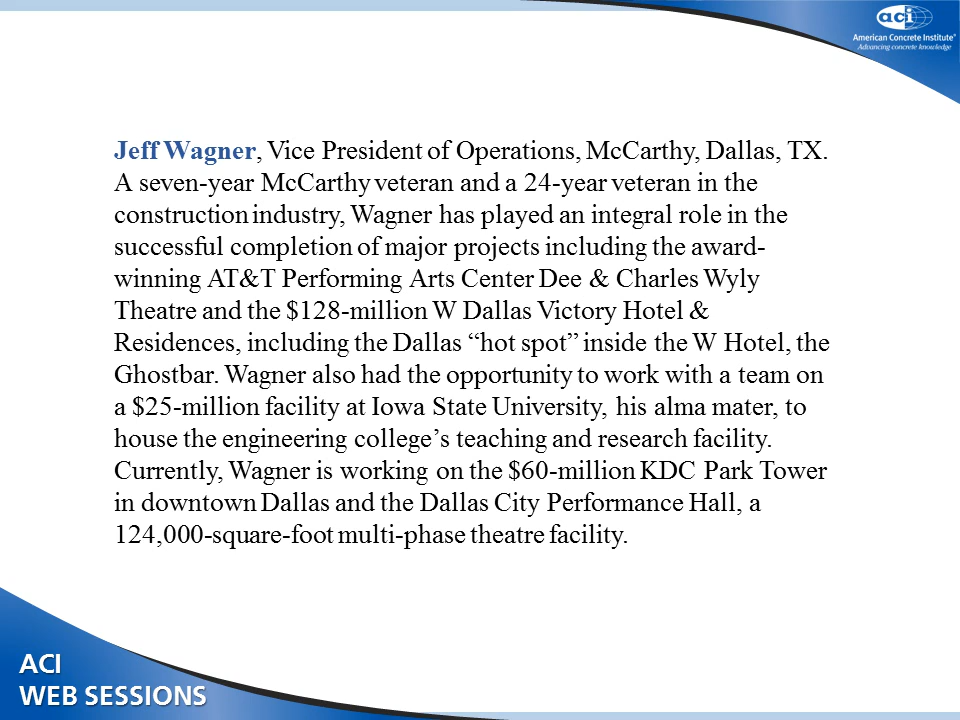 aci
American Concrete Institute®
Advancing concrete knowledge
Jeff Wagner, Vice President of Operations, McCarthy, Dallas, TX.
A seven-year McCarthy veteran and a 24-year veteran in the
construction industry, Wagner has played an integral role in the
successful completion of major projects including the award-
winning AT&T Performing Arts Center Dee & Charles Wyly
Theatre and the $128-million W Dallas Victory Hotel &
Residences, including the Dallas “hot spot” inside the W Hotel, the
Ghostbar. Wagner also had the opportunity to work with a team on
a $25-million facility at Iowa State University, his alma mater, to
house the engineering college’s teaching and research facility.
Currently, Wagner is working on the $60-million KDC Park Tower
in downtown Dallas and the Dallas City Performance Hall, a
124,000-square-foot multi-phase theatre facility.
ACI
WEB SESSIONS